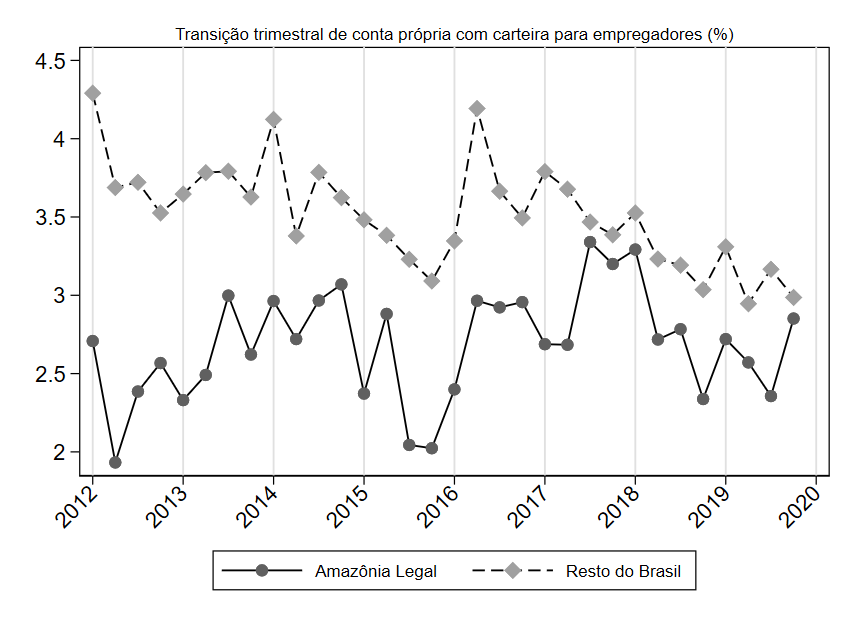 Transição trimestral de conta própria com carteira para empregadores (%)
4.5
4
3.5
3
2.5
2
2012 2013 2014 2015 2016 2017 2018 2019 2020
Amazônia Legal Resto do Brasil